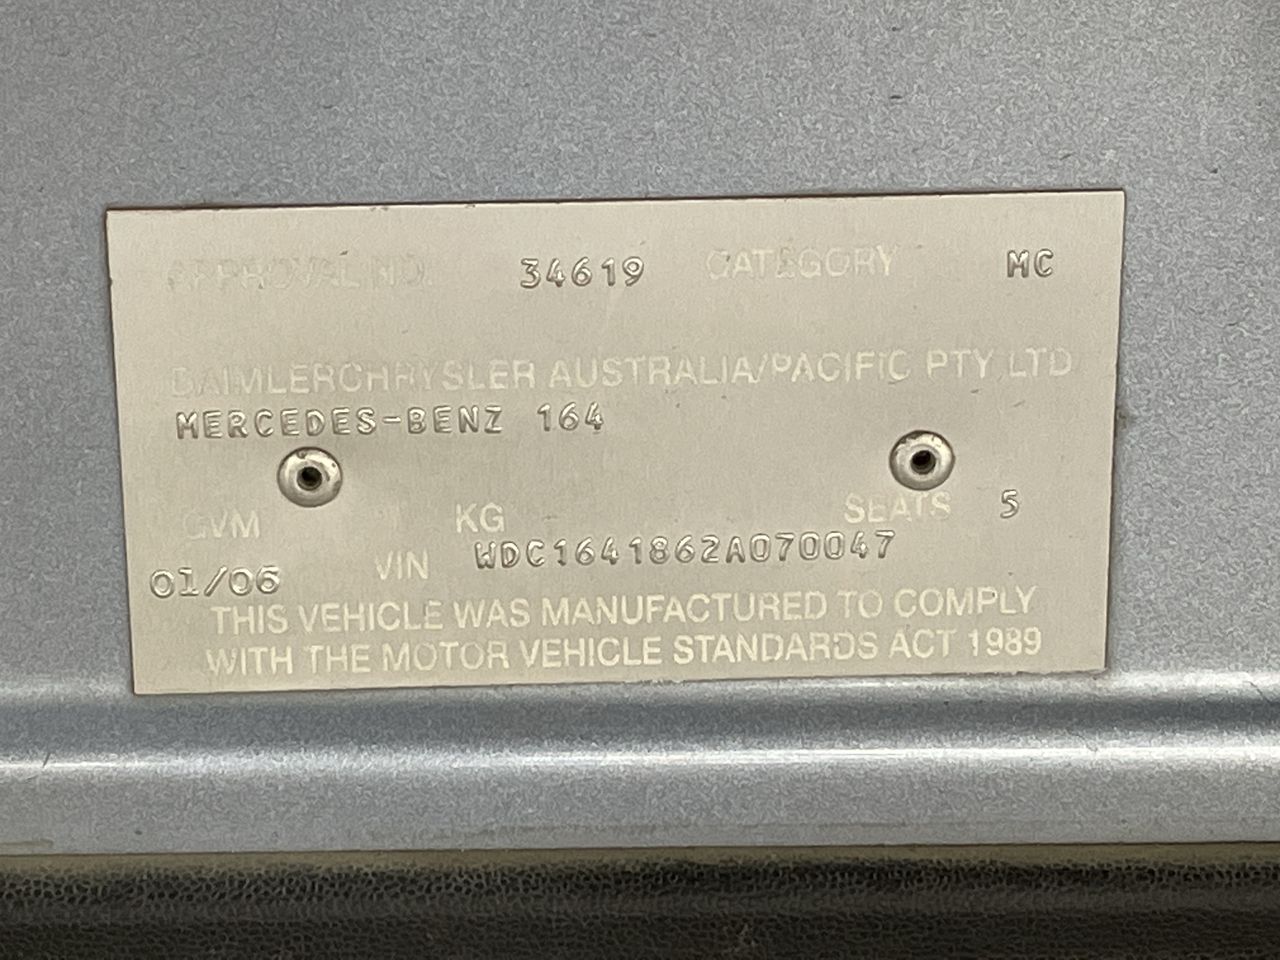 APPROVAL NO. 34619 CATEGORY MC
DAIMLERCHRYSLER AUSTRALIA/PACIFIC PTY LTD
MERCEDES-BENZ 164
GVM KG SEATS 5
01/06 VIN WDC1641862A070047
THIS VEHICLE WAS MANUFACTURED TO COMPLY
WITH THE MOTOR VEHICLE STANDARDS ACT 1989